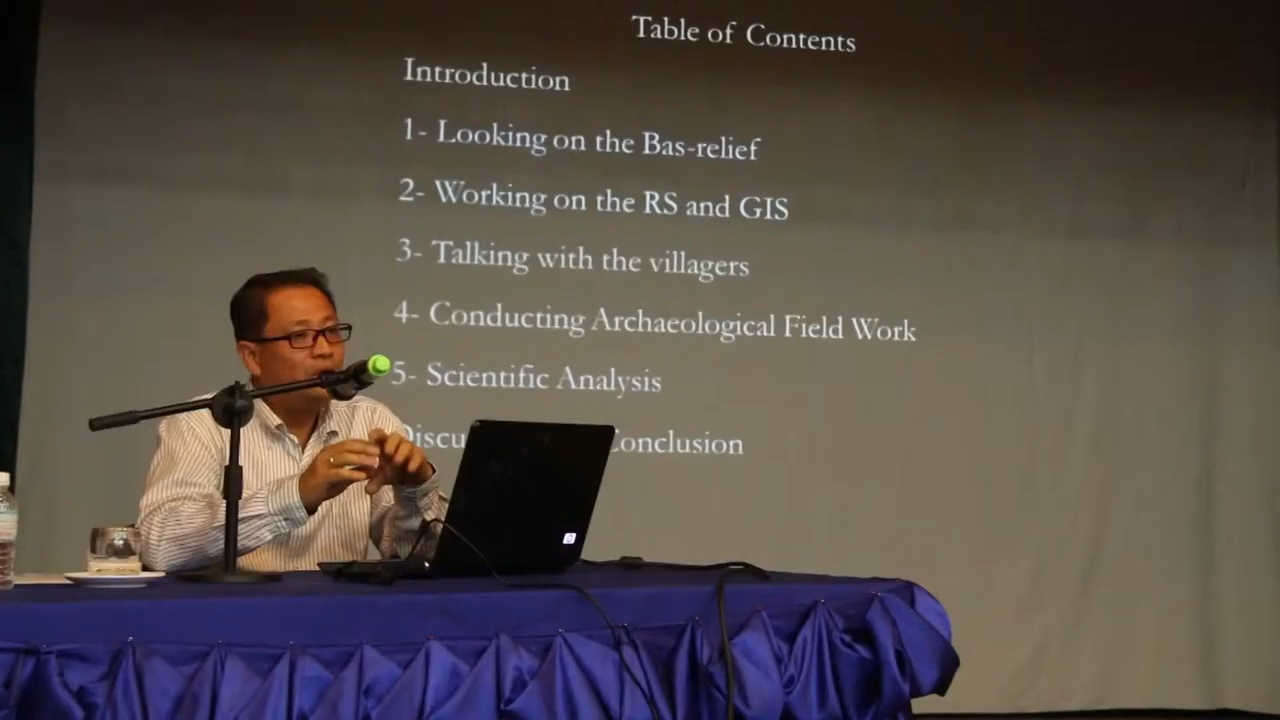 Table of Contents
Introduction
1- Looking on the Bas-relief
2- Working on the RS and GIS
3- Talking with the villagers
4- Conducting Archaeological Field Work
5- Scientific Analysis
Conclusion